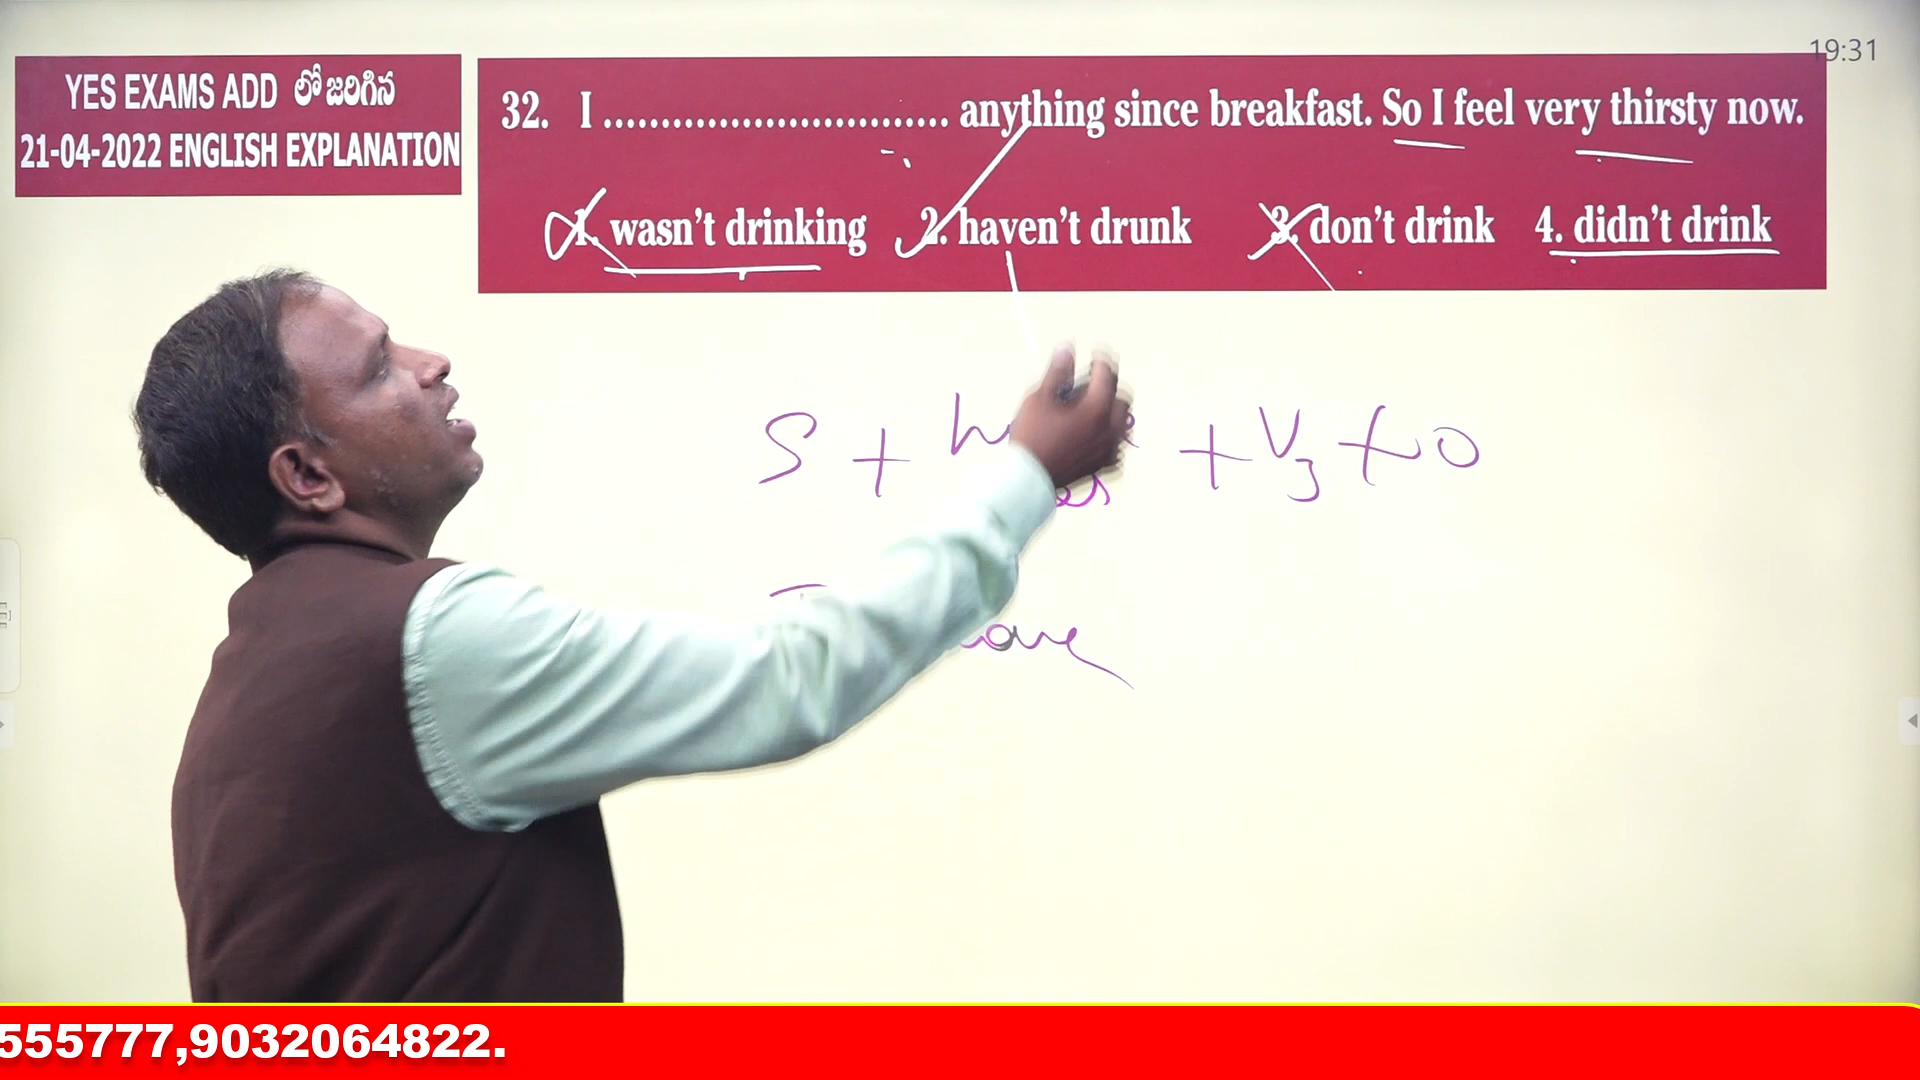 19:31
YES EXAMS ADD లో జరిగిన
21-04-2022 ENGLISH EXPLANATION
32. I .............................. anything since breakfast. So I feel very thirsty now.
1. wasn't drinking 2. haven't drunk 3. don't drink 4. didn't drink
S + + V3 + O
555777,9032064822.